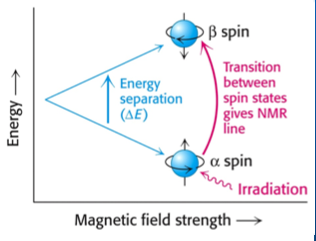 β spin
Transition
between
spin states
gives NMR
line
Energy
separation
(ΔE)
Energy
α spin
Irradiation
Magnetic field strength